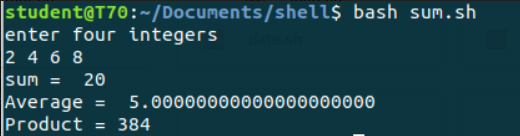 student@T70:~/Documents/shell$ bash sum.sh
enter four integers
2 4 6 8
sum =  20
Average =  5.00000000000000000000
Product = 384